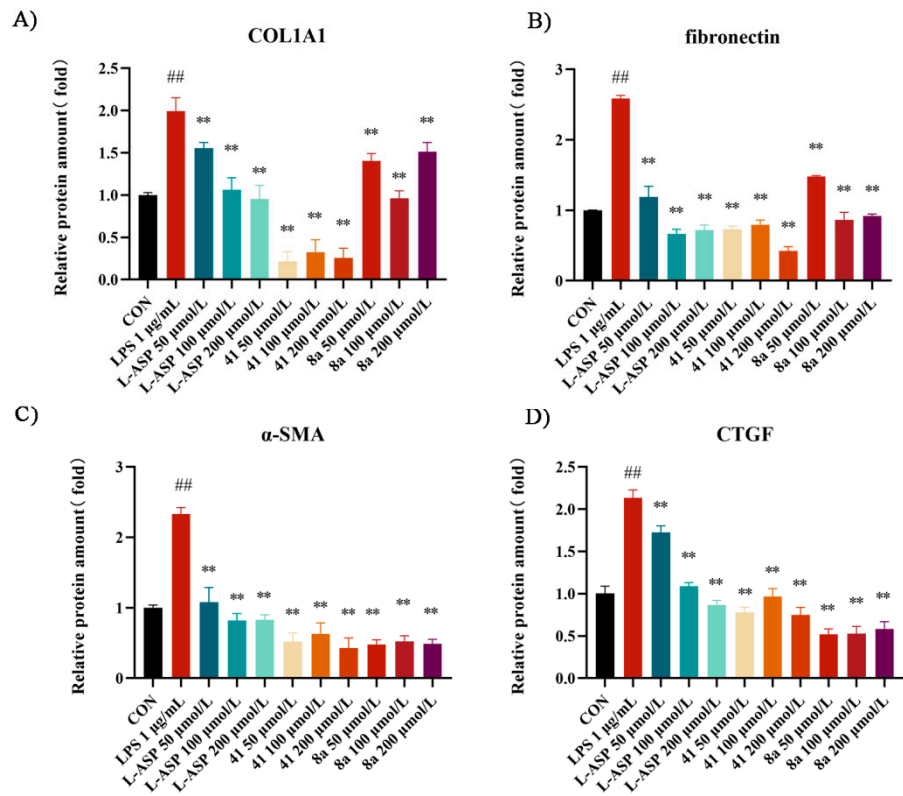 A)
COL1A1
Relative protein amount( fold)
2.5
2.0
1.5
1.0
0.5
0.0
##
**
**
**
**
**
**
**
**
**
CON
LPS 1 μg/mL
L-ASP 50 μmol/L
L-ASP 100 μmol/L
L-ASP 200 μmol/L
41 50 μmol/L
41 100 μmol/L
41 200 μmol/L
8a 50 μmol/L
8a 100 μmol/L
8a 200 μmol/L
B)
fibronectin
Relative protein amount( fold)
3
2
1
0
##
**
**
**
**
**
**
**
**
**
CON
LPS 1 μg/mL
L-ASP 50 μmol/L
L-ASP 100 μmol/L
L-ASP 200 μmol/L
41 50 μmol/L
41 100 μmol/L
41 200 μmol/L
8a 50 μmol/L
8a 100 μmol/L
8a 200 μmol/L
C)
α-SMA
Relative protein amount( fold)
3
2
1
0
##
**
**
**
**
**
**
**
**
**
CON
LPS 1 μg/mL
L-ASP 50 μmol/L
L-ASP 100 μmol/L
L-ASP 200 μmol/L
41 50 μmol/L
41 100 μmol/L
41 200 μmol/L
8a 50 μmol/L
8a 100 μmol/L
8a 200 μmol/L
D)
CTGF
Relative protein amount( fold)
2.5
2.0
1.5
1.0
0.5
0.0
##
**
**
**
**
**
**
**
**
**
CON
LPS 1 μg/mL
L-ASP 50 μmol/L
L-ASP 100 μmol/L
L-ASP 200 μmol/L
41 50 μmol/L
41 100 μmol/L
41 200 μmol/L
8a 50 μmol/L
8a 100 μmol/L
8a 200 μmol/L